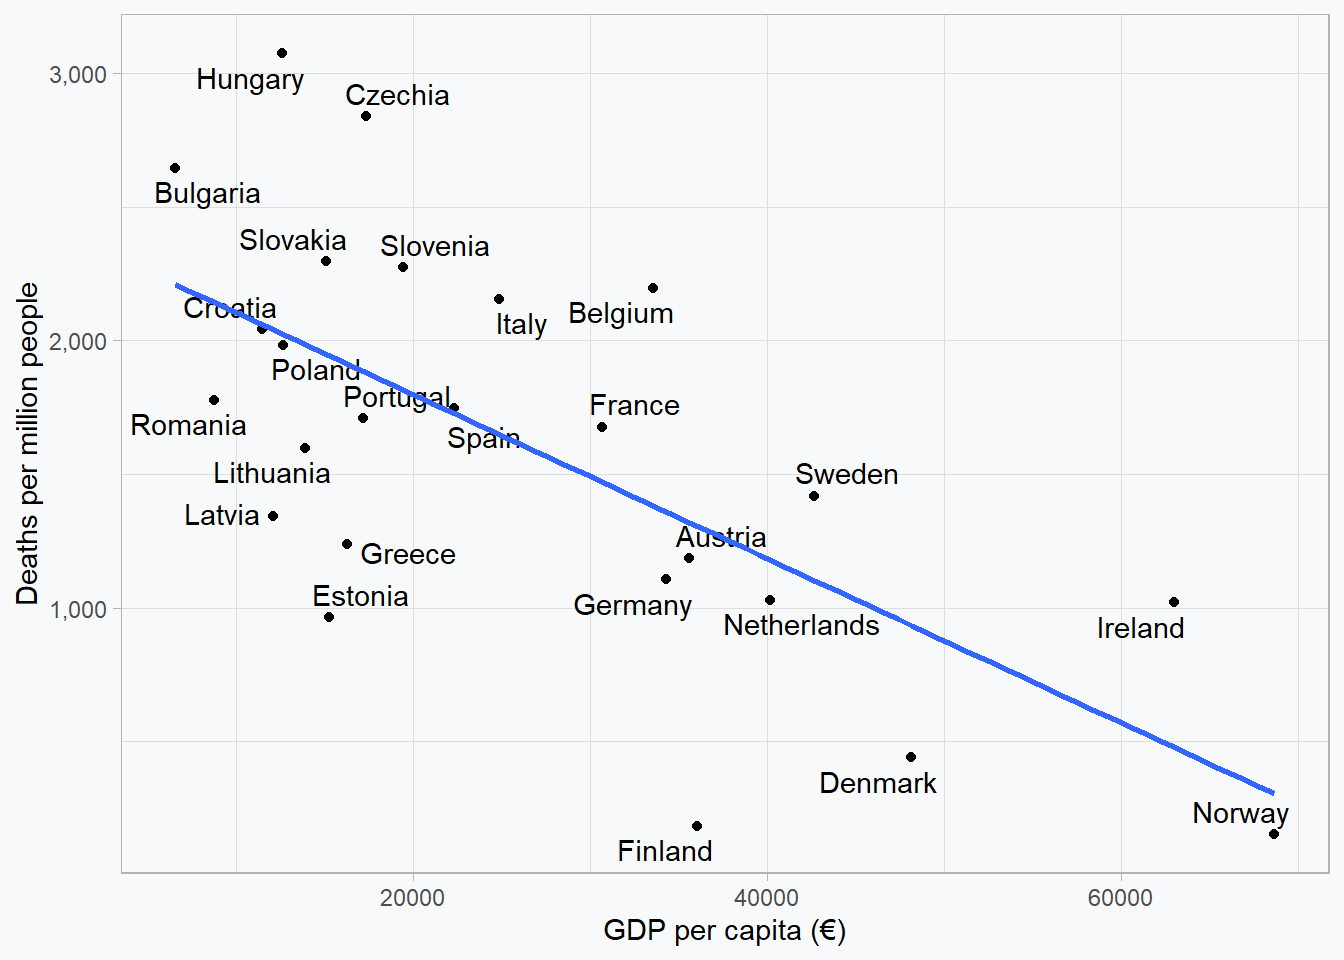 3,000
2,000
1,000
Deaths per million people
Hungary
Czechia
Bulgaria
Slovakia
Slovenia
Croatia
Italy
Belgium
Poland
Portugal
France
Romania
Spain
Lithuania
Sweden
Latvia
Austria
Greece
Estonia
Germany
Netherlands
Ireland
Denmark
Norway
Finland
20000 40000 60000
GDP per capita (€)